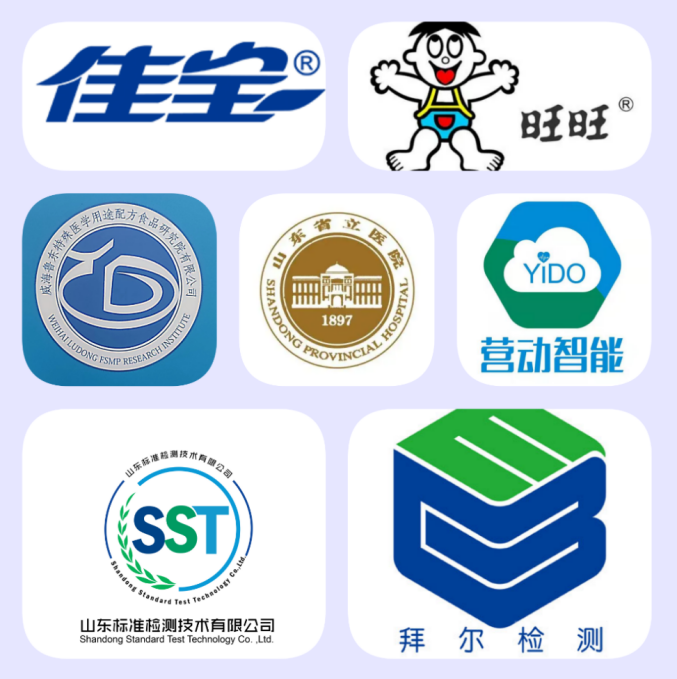 佳宝®
旺旺®
威海鲁东特殊医学用途配方食品研究院有限公司
WEIHAI LUDONG FSMP RESEARCH INSTITUTE
山东省立医院
1897
SHANDONG PROVINCIAL HOSPITAL
YiDO
营动智能
山东标准检测技术有限公司
SST
Shandong Standard Test Technology Co.,Ltd.
山东标准检测技术有限公司
Shandong Standard Test Technology Co. ,Ltd.
拜尔检测